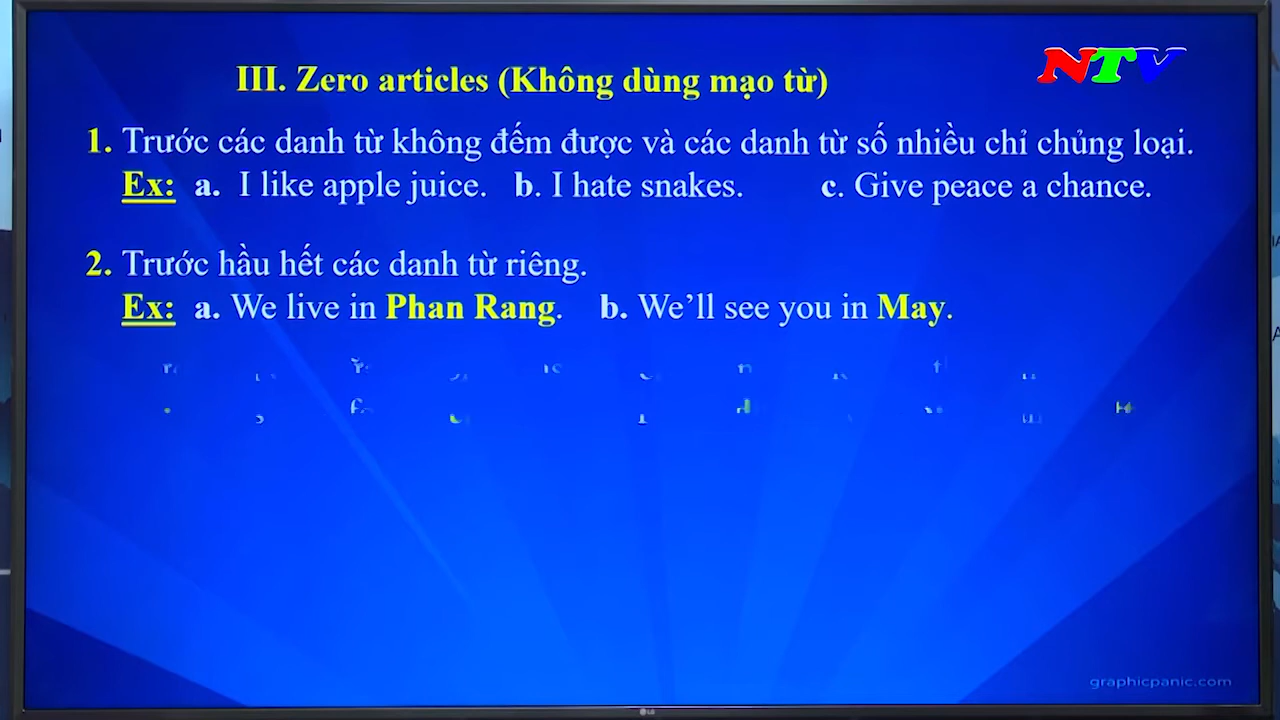 NTV
III. Zero articles (Không dùng mạo từ)
1. Trước các danh từ không đếm được và các danh từ số nhiều chỉ chủng loại.
Ex: a. I like apple juice. b. I hate snakes. c. Give peace a chance.
2. Trước hầu hết các danh từ riêng.
Ex: a. We live in Phan Rang. b. We’ll see you in May.
graphicpanic.com
LG